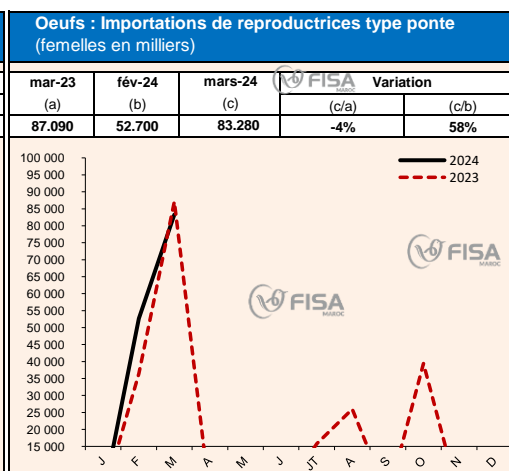 Oeufs : Importations de reproductrices type ponte
(femelles en milliers)
mar-23 fév-24 mars-24 Variation
(a) (b) (c) (c/a) (c/b)
87.090 52.700 83.280 -4% 58%
FISA
MAROC
100 000
95 000
90 000
85 000
80 000
75 000
70 000
65 000
60 000
55 000
50 000
45 000
40 000
35 000
30 000
25 000
20 000
15 000
2024
2023
FISA
MAROC
FISA
MAROC
J F M A M J JT A S O N D